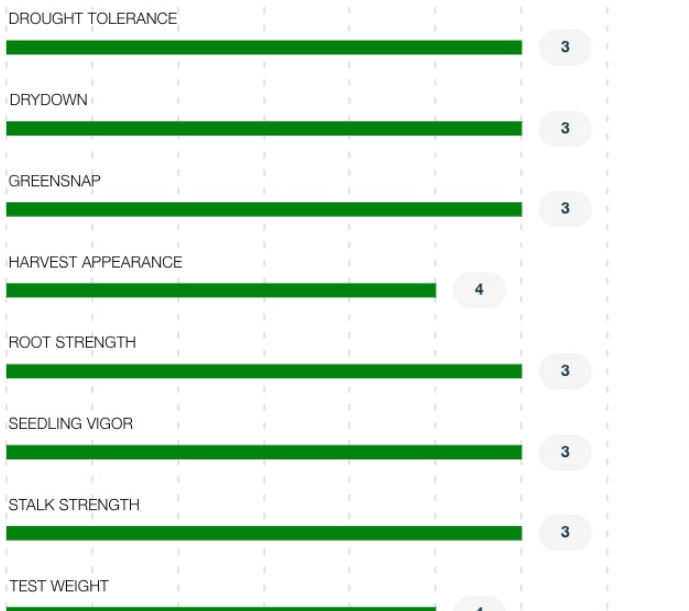 DROUGHT TOLERANCE
3
DRYDOWN
3
GREENSNAP
3
HARVEST APPEARANCE
4
ROOT STRENGTH
3
SEEDLING VIGOR
3
STALK STRENGTH
3
TEST WEIGHT